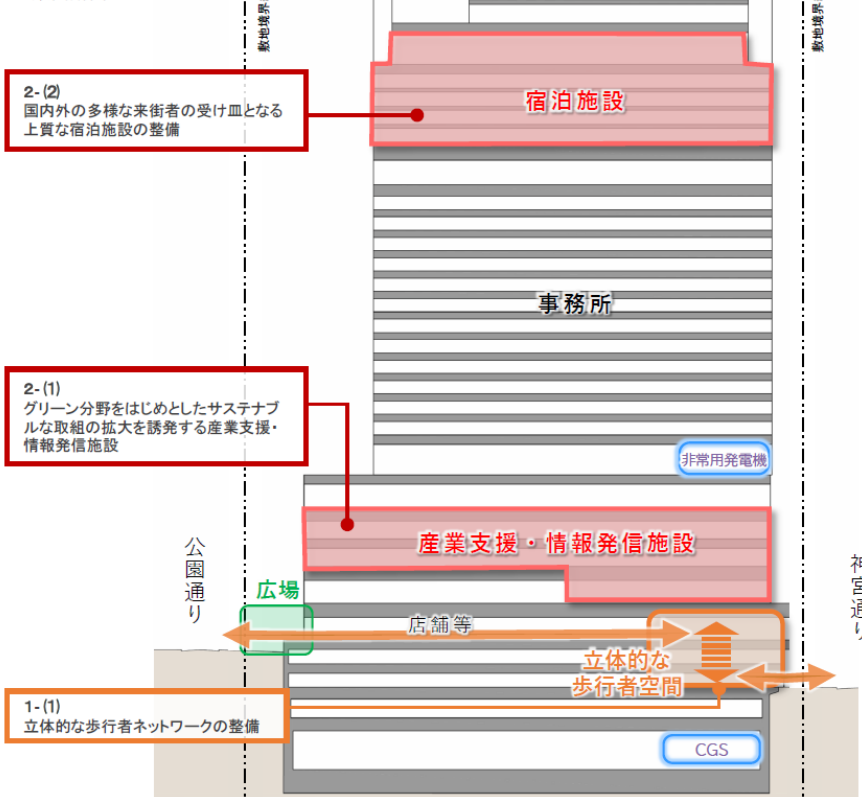 敷地境界
敷地境界
2-(2)
国内外の多様な来街者の受け皿となる
上質な宿泊施設の整備
宿泊施設
事務所
2-(1)
グリーン分野をはじめとしたサステナブ
ルな取組の拡大を誘発する産業支援・
情報発信施設
非常用発電機
産業支援・情報発信施設
公園通り
神宮通り
広場
店舗等
立体的な
歩行者空間
1-(1)
立体的な歩行者ネットワークの整備
CGS